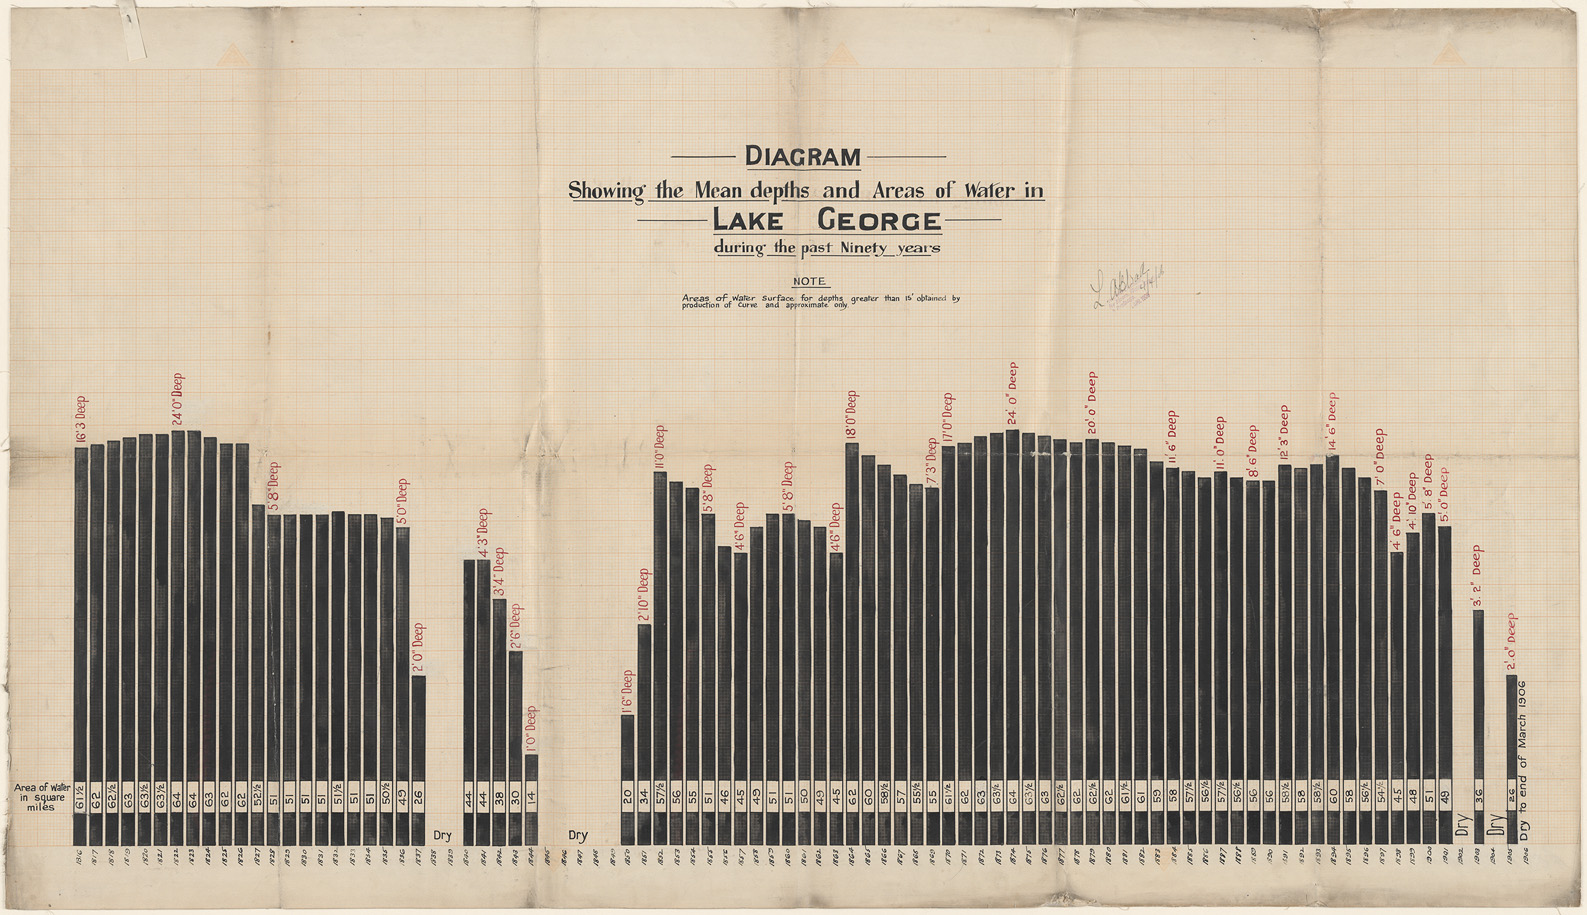 DIAGRAM
Showing the Mean depths and Areas of Water in
LAKE GEORGE
during the past Ninety years
NOTE
Areas of Water Surface for depths greater than 15' obtained by
production of Curve and approximate only.
16'3 Deep
24'0" Deep
5'8" Deep
5'0" Deep
2'0" Deep
4'3" Deep
3'4" Deep
2'6" Deep
1'0" Deep
1'6" Deep
2'10" Deep
11'0" Deep
5'8" Deep
4'6" Deep
5'8" Deep
4'6" Deep
18'0" Deep
7'3" Deep
17'0" Deep
24'0" Deep
20'0" Deep
11'6" Deep
11'0" Deep
8'6" Deep
12'3" Deep
14'6" Deep
7'0" Deep
4'6" Deep
4'10" Deep
5'8" Deep
5'0" Deep
3'2" Deep
2'0" Deep
Area of Water
in square
miles
61½ 62 62½ 63 63½ 63½ 64 64 63 62 62 52½ 51 51 51 51 51½ 51 51 50½ 49 26 44 44 38 30 14 20 34 57½ 56 55 51 46 45 49 51 51 50 49 45 62 60 58½ 57 55½ 55 61½ 62 63 63½ 64 63½ 63 62½ 62 62½ 62 61½ 61 59 58 57½ 56½ 57½ 56½ 56 56 58½ 58 58½ 60 58 56½ 54½ 45 48 51 49 36 26
Dry
Dry
Dry
Dry
Dry to end of March 1906
1816 1817 1818 1819 1820 1821 1822 1823 1824 1825 1826 1827 1828 1829 1830 1831 1832 1833 1834 1835 1836 1837 1838 1839 1840 1841 1842 1843 1844 1845 1846 1847 1848 1849 1850 1851 1852 1853 1854 1855 1856 1857 1858 1859 1860 1861 1862 1863 1864 1865 1866 1867 1868 1869 1870 1871 1872 1873 1874 1875 1876 1877 1878 1879 1880 1881 1882 1883 1884 1885 1886 1887 1888 1889 1890 1891 1892 1893 1894 1895 1896 1897 1898 1899 1900 1901 1902 1903 1904 1905 1906